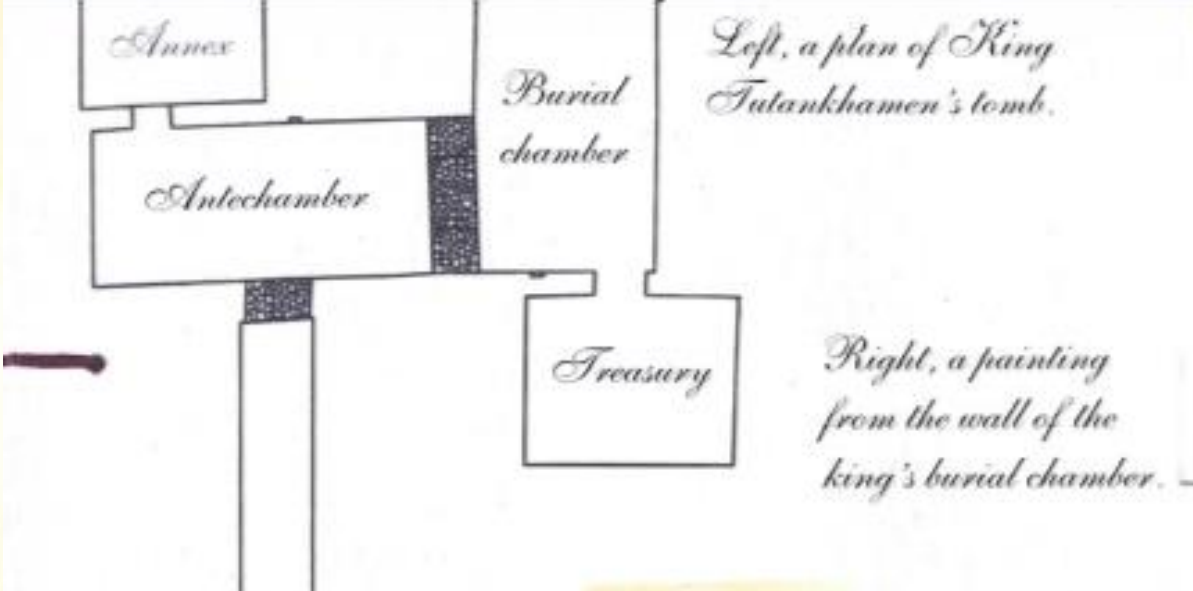 Annex
Burial
chamber
Left, a plan of King
Tutankhamen's tomb.
Antechamber
Treasury
Right, a painting
from the wall of the
king's burial chamber.